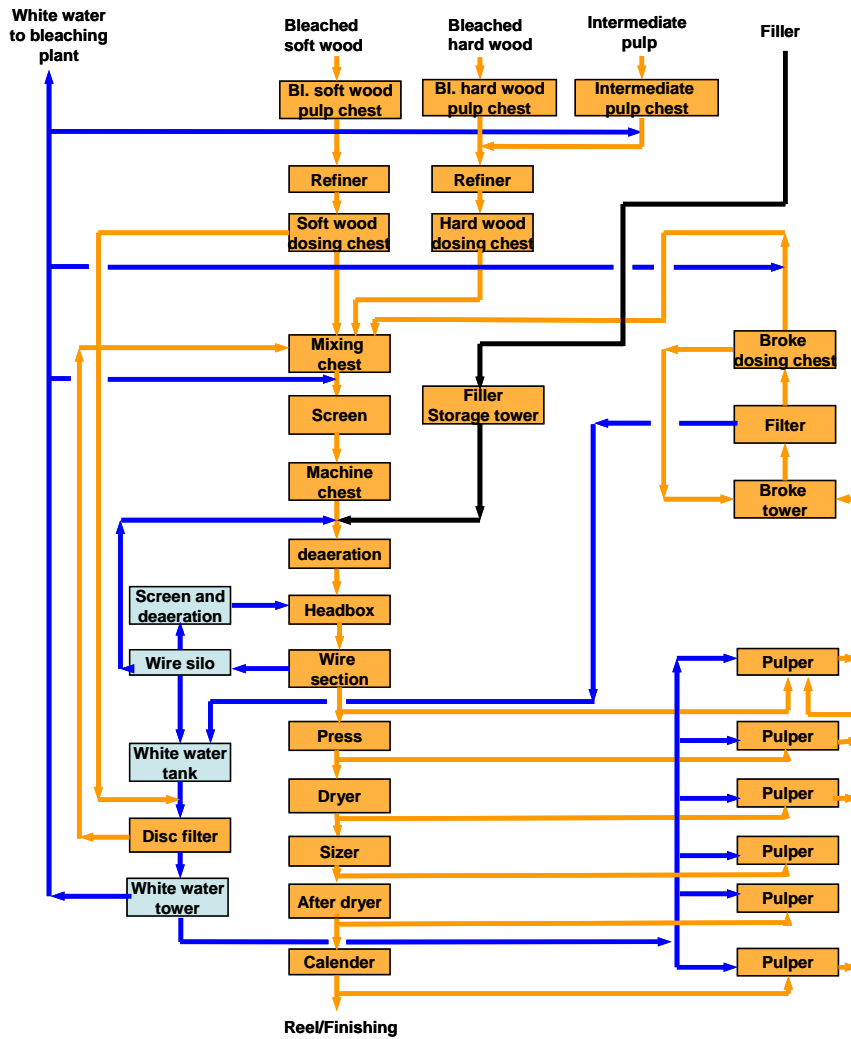 White water
to bleaching
plant
Bleached
soft wood
Bleached
hard wood
Intermediate
pulp
Filler
Bl. soft wood
pulp chest
Bl. hard wood
pulp chest
Intermediate
pulp chest
Refiner
Refiner
Soft wood
dosing chest
Hard wood
dosing chest
Mixing
chest
Broke
dosing chest
Screen
Filler
Storage tower
Filter
Machine
chest
Broke
tower
deaeration
Screen and
deaeration
Headbox
Wire silo
Wire
section
Pulper
Press
Pulper
White water
tank
Dryer
Pulper
Disc filter
Sizer
Pulper
White water
tower
After dryer
Pulper
Calender
Pulper
Reel/Finishing